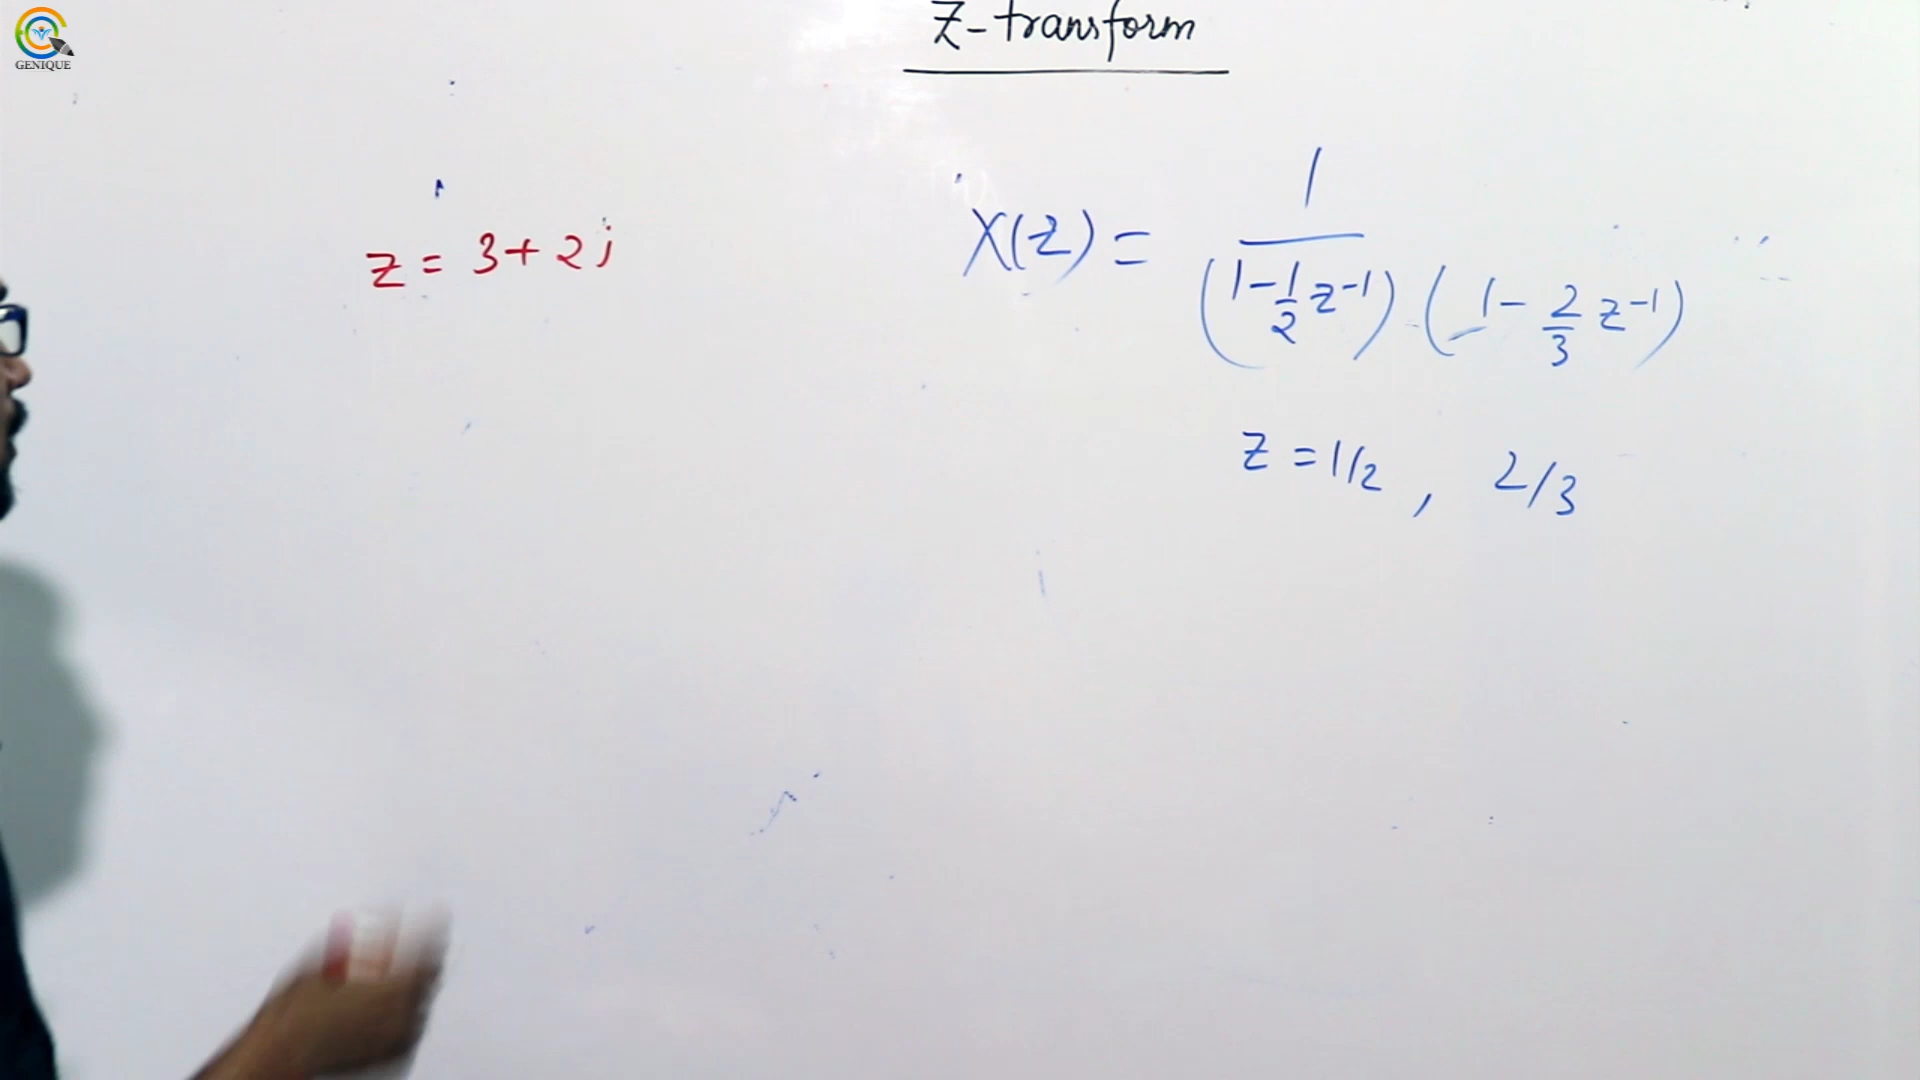 GENIQUE
Z-transform
z = 3+2j
X(z) = 1 / (1 - 1/2 z^-1) (1 - 2/3 z^-1)
z = 1/2 , 2/3